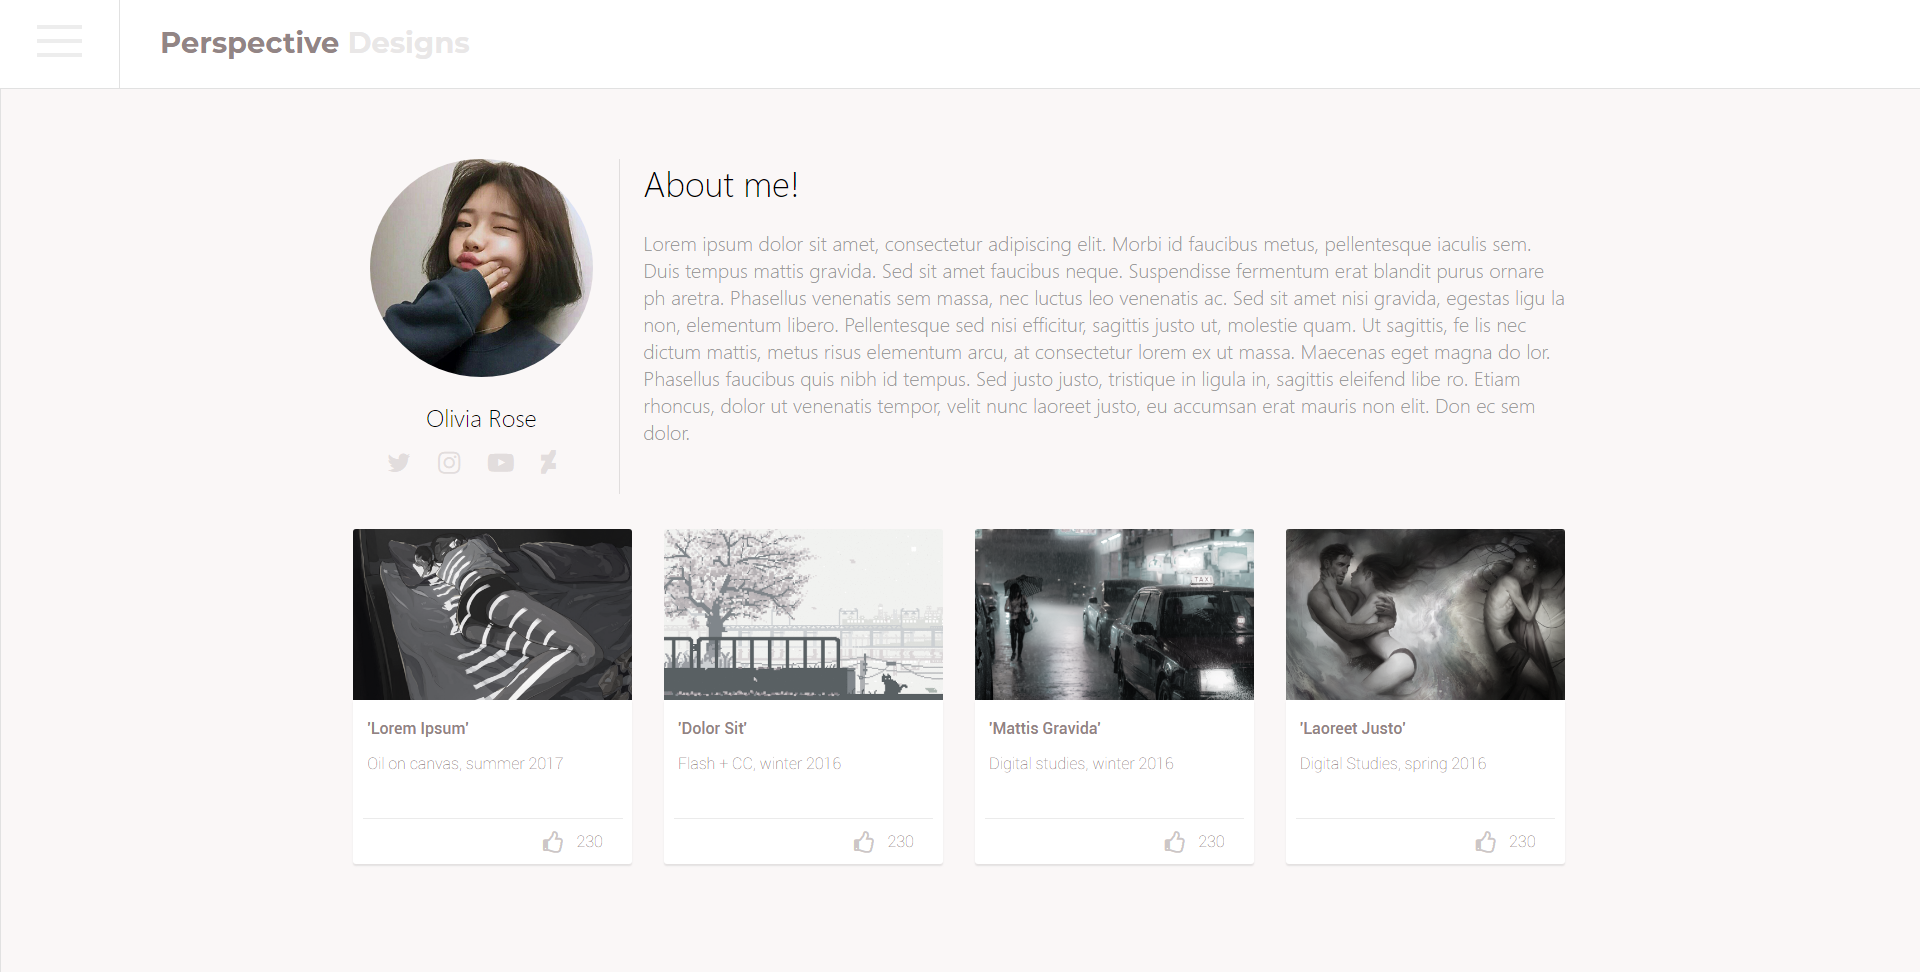 Perspective Designs
About me!
Lorem ipsum dolor sit amet, consectetur adipiscing elit. Morbi id faucibus metus, pellentesque iaculis sem.
Duis tempus mattis gravida. Sed sit amet faucibus neque. Suspendisse fermentum erat blandit purus ornare
ph aretra. Phasellus venenatis sem massa, nec luctus leo venenatis ac. Sed sit amet nisi gravida, egestas ligu la
non, elementum libero. Pellentesque sed nisi efficitur, sagittis justo ut, molestie quam. Ut sagittis, fe lis nec
dictum mattis, metus risus elementum arcu, at consectetur lorem ex ut massa. Maecenas eget magna do lor.
Phasellus faucibus quis nibh id tempus. Sed justo justo, tristique in ligula in, sagittis eleifend libe ro. Etiam
rhoncus, dolor ut venenatis tempor, velit nunc laoreet justo, eu accumsan erat mauris non elit. Don ec sem
dolor.
Olivia Rose
TAXI
'Lorem Ipsum'
Oil on canvas, summer 2017
230
'Dolor Sit'
Flash + CC, winter 2016
230
'Mattis Gravida'
Digital studies, winter 2016
230
'Laoreet Justo'
Digital Studies, spring 2016
230